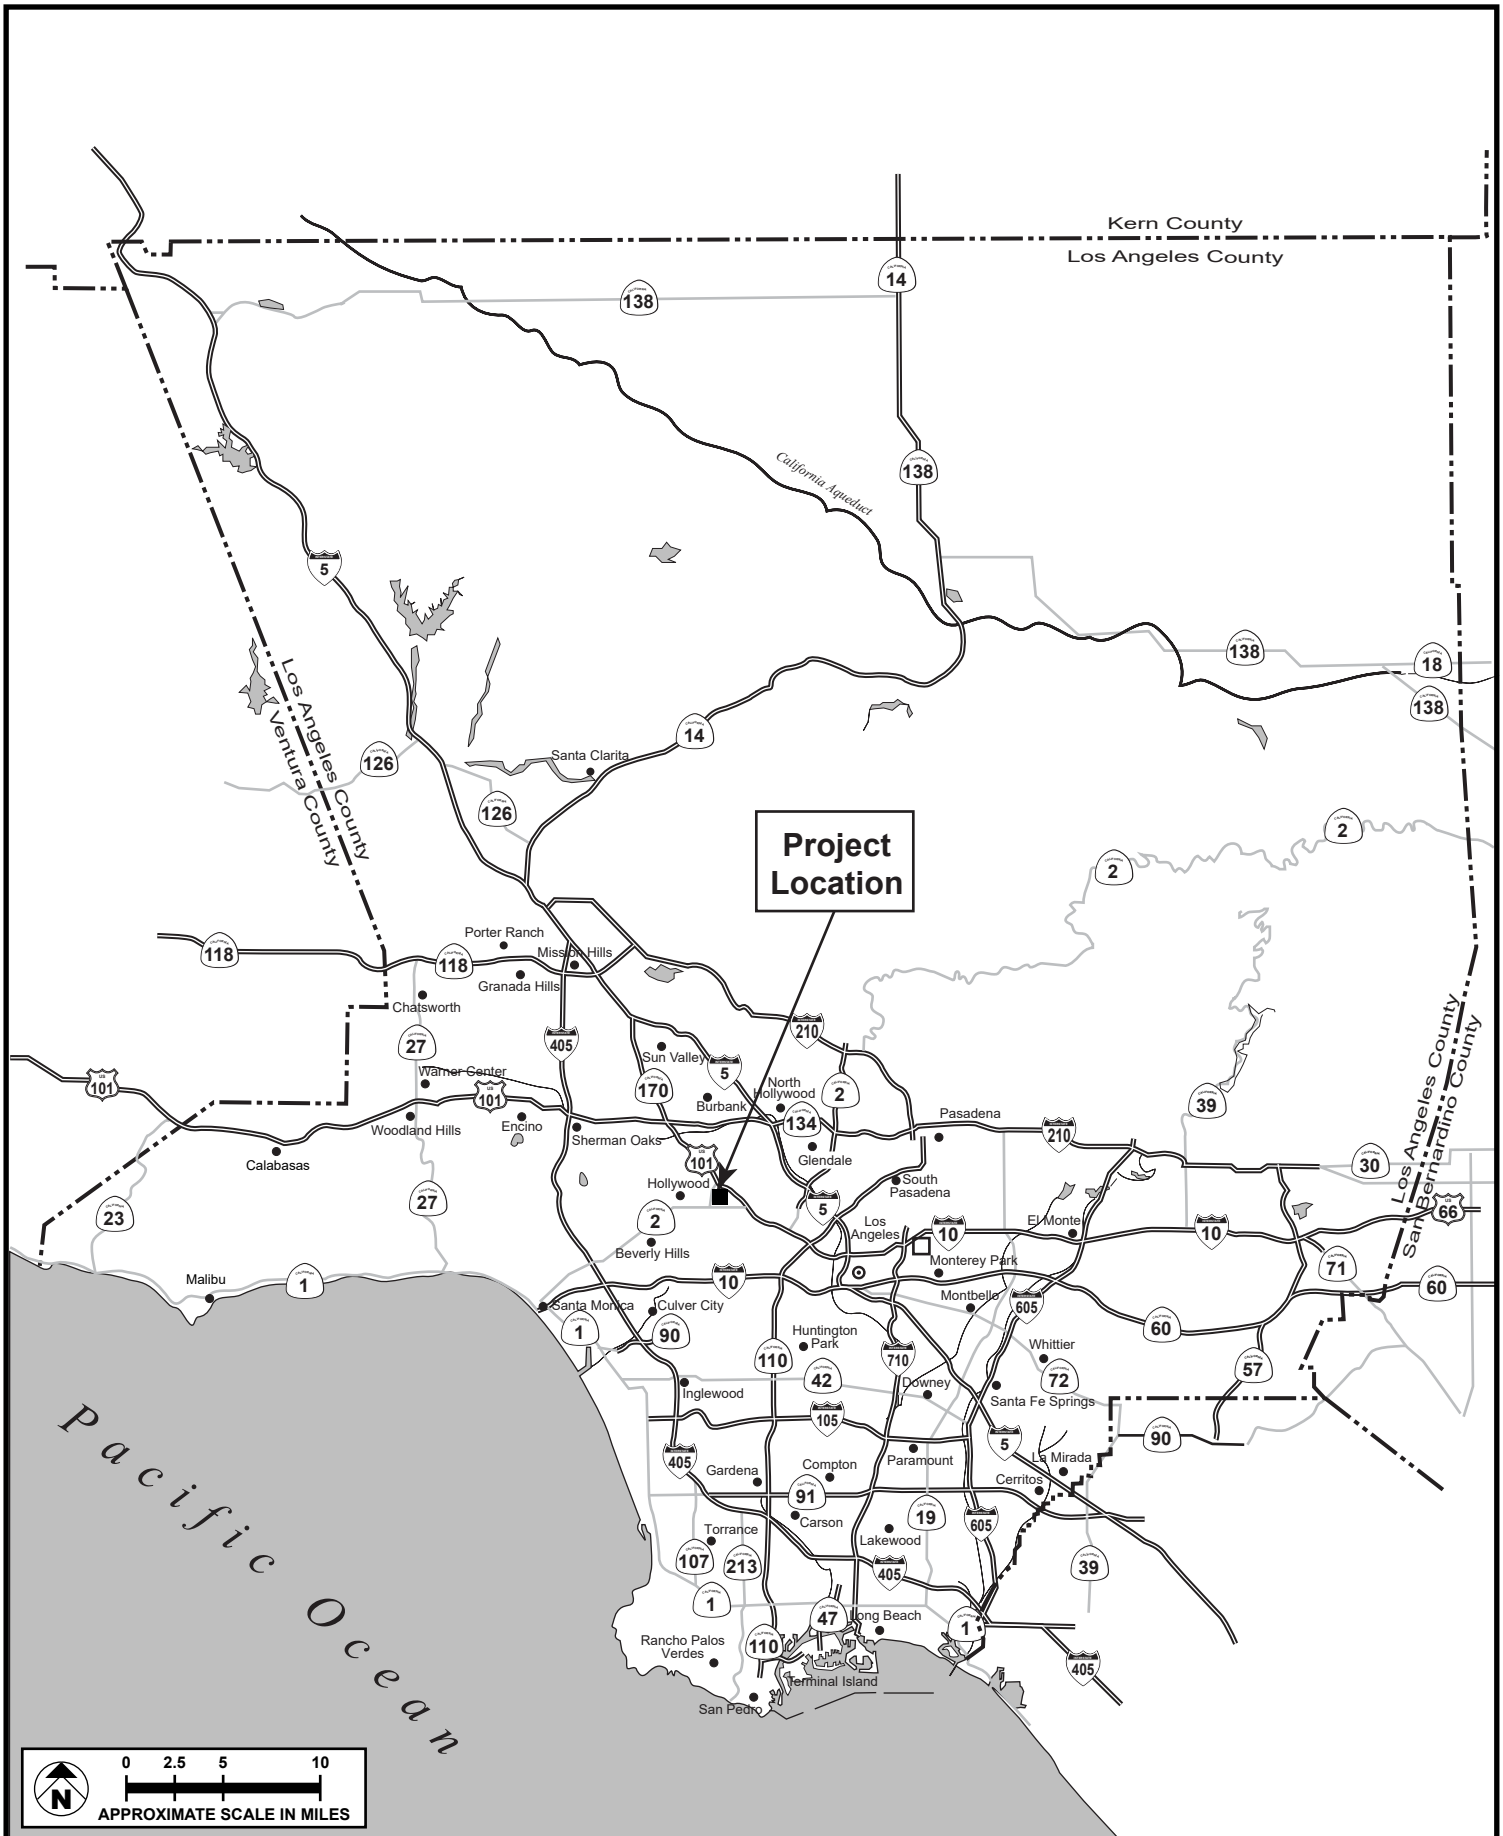 Kern County
Los Angeles County
14
138
California Aqueduct
138
5
138
18
138
Los Angeles County
Ventura County
14
126
Santa Clarita
126
2
2
Project
Location
Porter Ranch
118
118
Mission Hills
Granada Hills
Chatsworth
Los Angeles County
San Bernardino County
27
405
210
Sun Valley
5
Warner Center
US
101
US
101
170
North
Hollywood
2
Burbank
39
134
Pasadena
Woodland Hills
Encino
Sherman Oaks
210
Calabasas
US
101
Glendale
30
Hollywood
South
Pasadena
27
23
2
5
US
66
Los
Angeles
10
El Monte
10
Beverly Hills
Monterey Park
71
Malibu
1
10
60
Santa Monica
Culver City
Montbello
605
1
90
Huntington
Park
60
110
710
Whittier
42
72
57
Inglewood
Downey
Santa Fe Springs
105
5
90
405
Paramount
La Mirada
Gardena
Compton
Cerritos
91
Carson
19
605
Torrance
Lakewood
107
213
405
39
1
47
Long Beach
1
Rancho Palos
Verdes
110
405
Terminal Island
San Pedro
Pacific Ocean
0 2.5 5 10
N
APPROXIMATE SCALE IN MILES